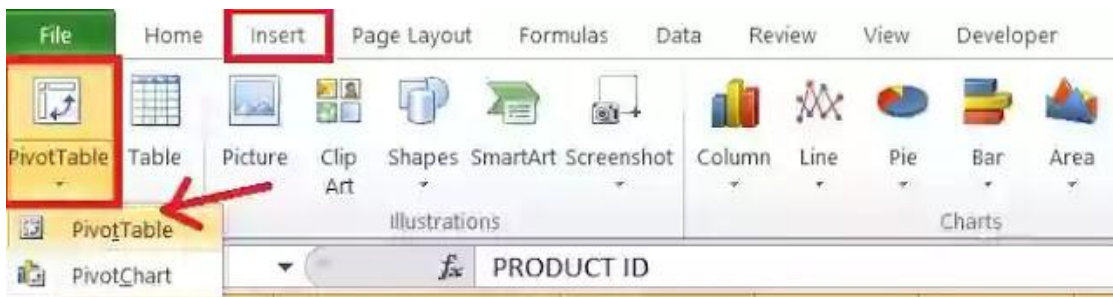 File Home Insert Page Layout Formulas Data Review View Developer
PivotTable Table Picture Clip Art Shapes SmartArt Screenshot Column Line Pie Bar Area
Illustrations Charts
PivotTable
PivotChart fx PRODUCT ID